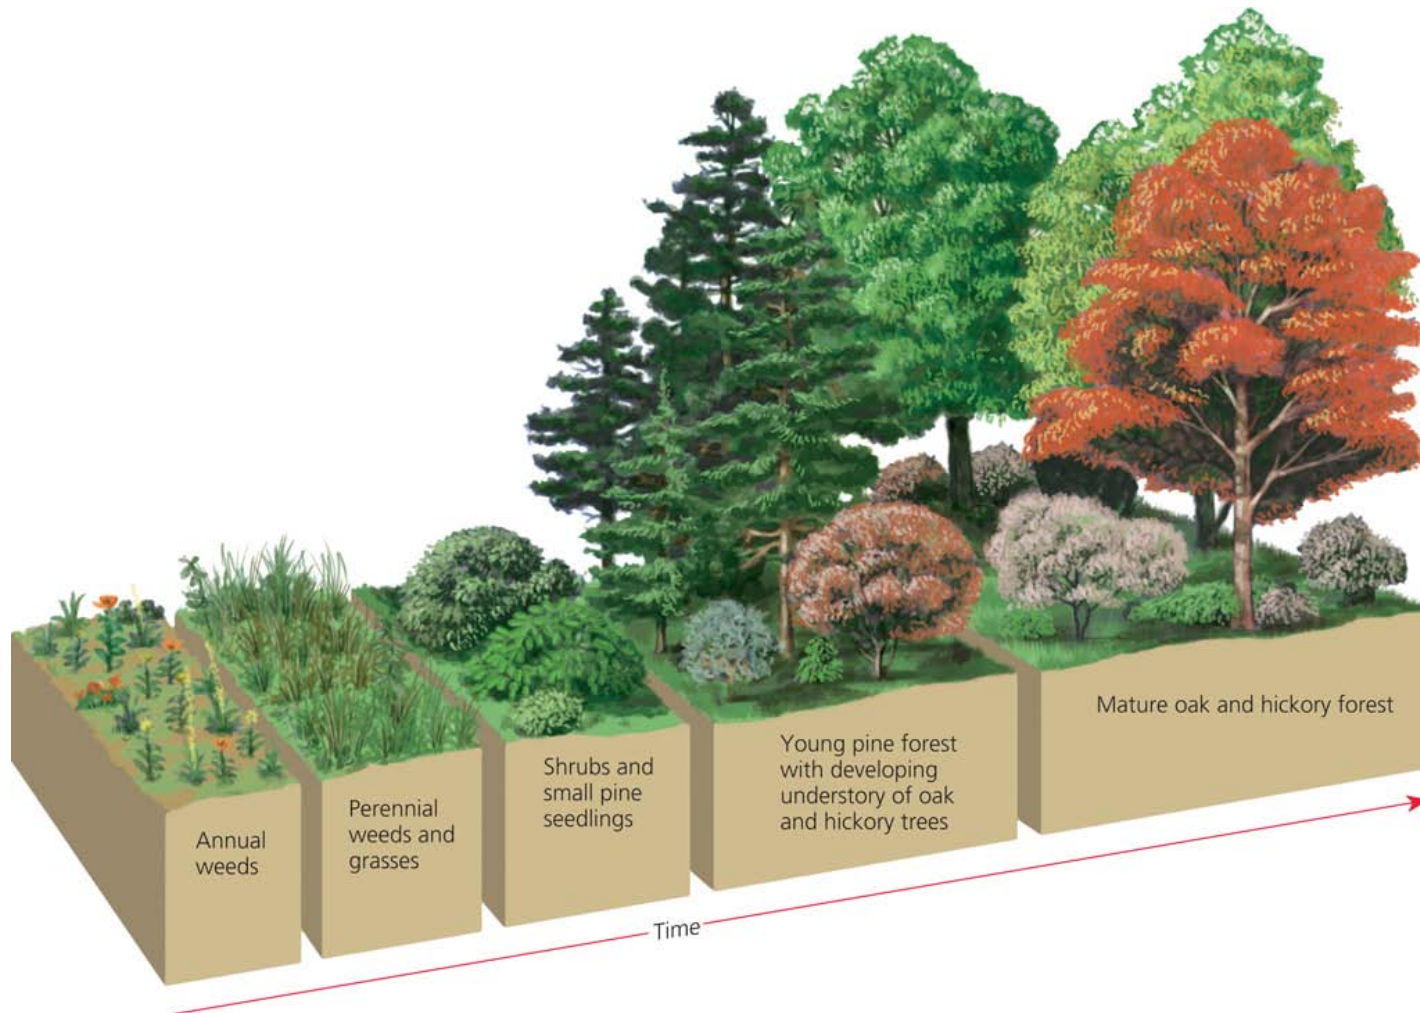 Annual
weeds
Perennial
weeds and
grasses
Shrubs and
small pine
seedlings
Young pine forest
with developing
understory of oak
and hickory trees
Mature oak and hickory forest
Time